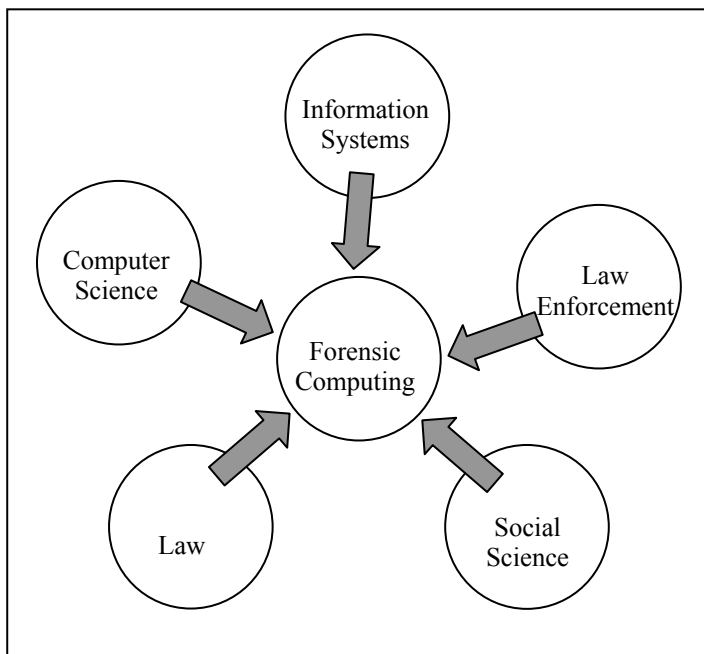 Information
Systems
Computer
Science
Law
Enforcement
Forensic
Computing
Law
Social
Science